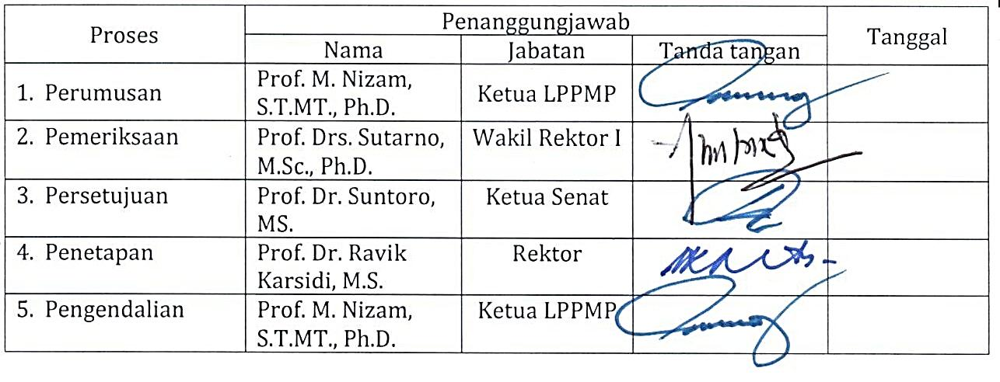 Proses
Penanggungjawab
Tanggal
Nama
Jabatan
Tanda tangan
1. Perumusan
Prof. M. Nizam,
S.T.MT., Ph.D.
Ketua LPPMP
2. Pemeriksaan
Prof. Drs. Sutarno,
M.Sc., Ph.D.
Wakil Rektor I
3. Persetujuan
Prof. Dr. Suntoro,
MS.
Ketua Senat
4. Penetapan
Prof. Dr. Ravik
Karsidi, M.S.
Rektor
5. Pengendalian
Prof. M. Nizam,
S.T.MT., Ph.D.
Ketua LPPMP